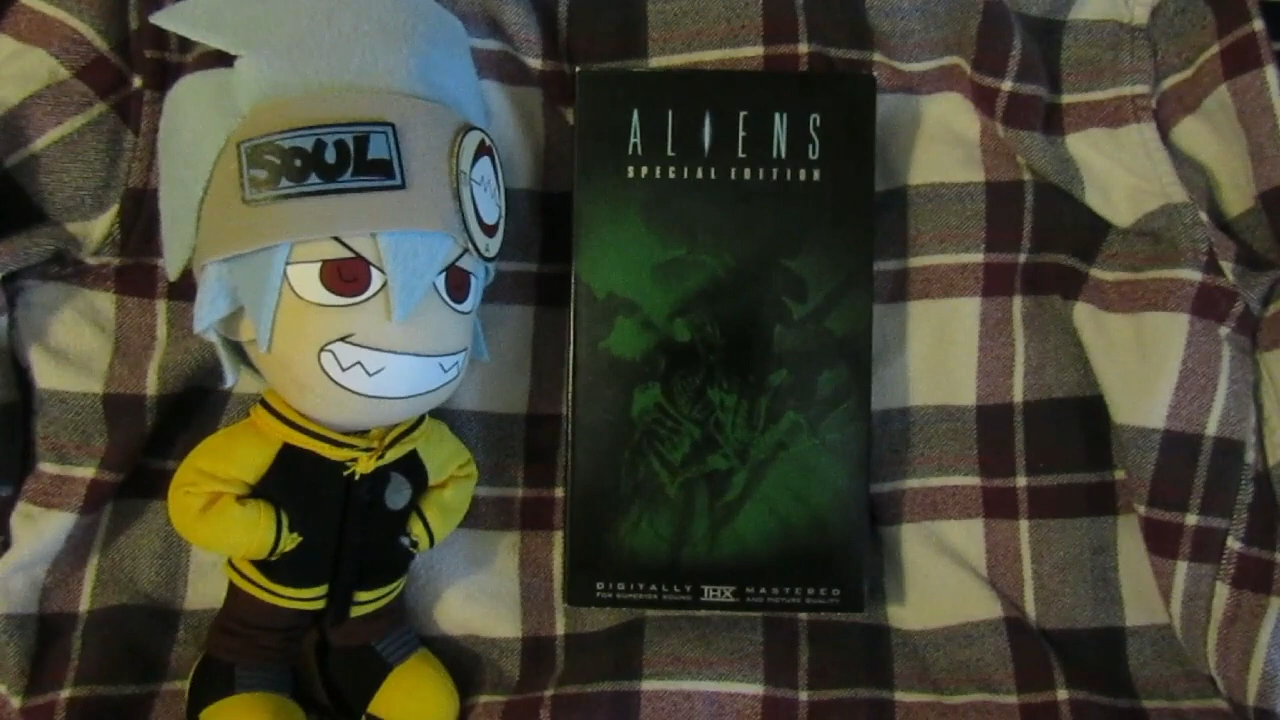 SOUL
ALIENS
SPECIAL EDITION
DIGITALLY THX MASTERED
FOR SUPERIOR SOUND AND PICTURE QUALITY